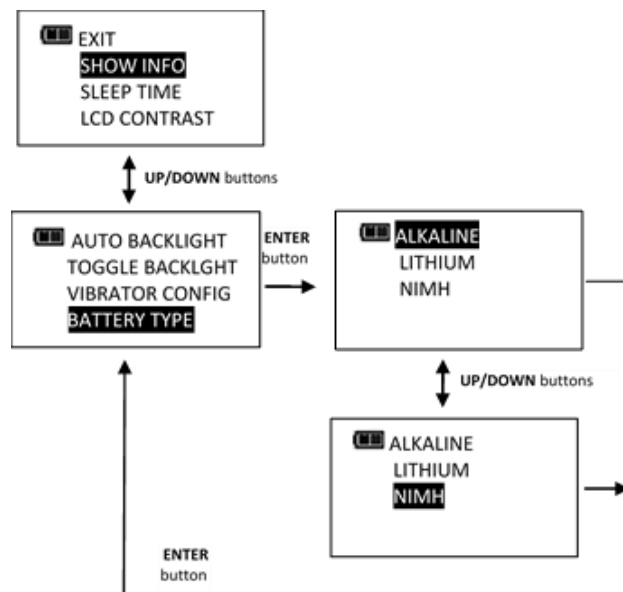 EXIT
SHOW INFO
SLEEP TIME
LCD CONTRAST
UP/DOWN buttons
AUTO BACKLIGHT
TOGGLE BACKLGHT
VIBRATOR CONFIG
BATTERY TYPE
ENTER
button
ALKALINE
LITHIUM
NIMH
UP/DOWN buttons
ALKALINE
LITHIUM
NIMH
ENTER
button